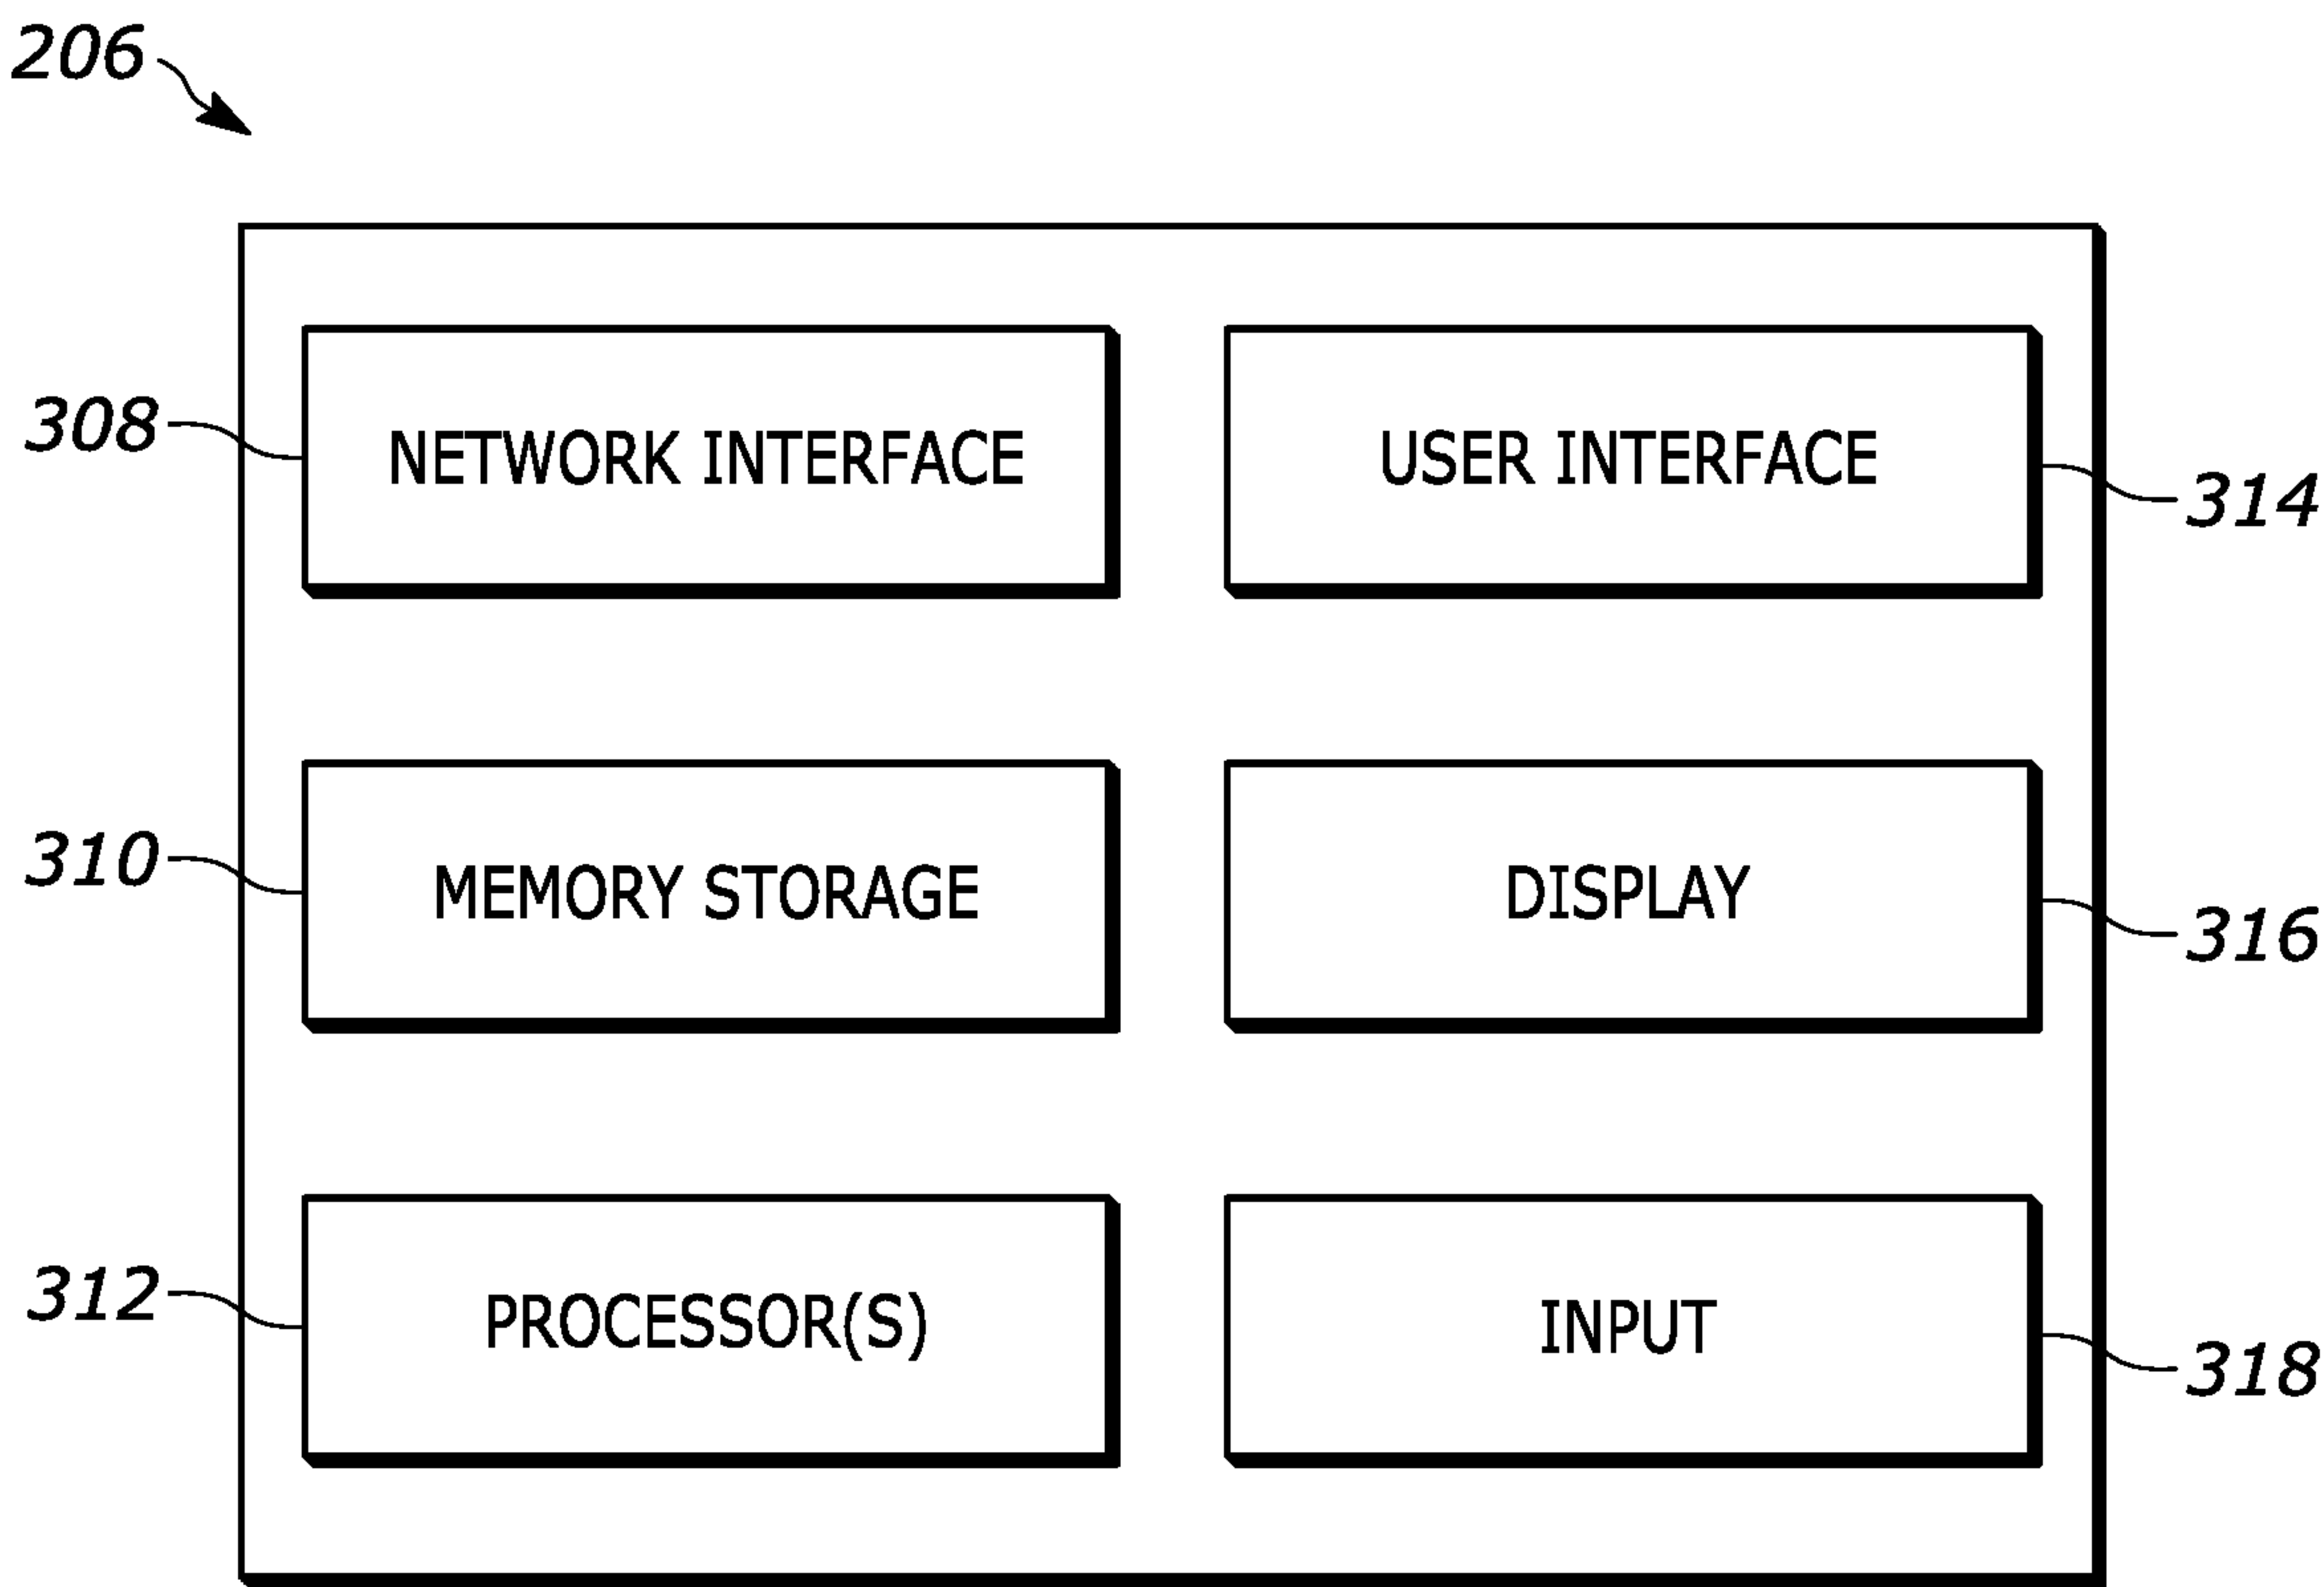 206
308
NETWORK INTERFACE
USER INTERFACE
314
310
MEMORY STORAGE
DISPLAY
316
312
PROCESSOR(S)
INPUT
318